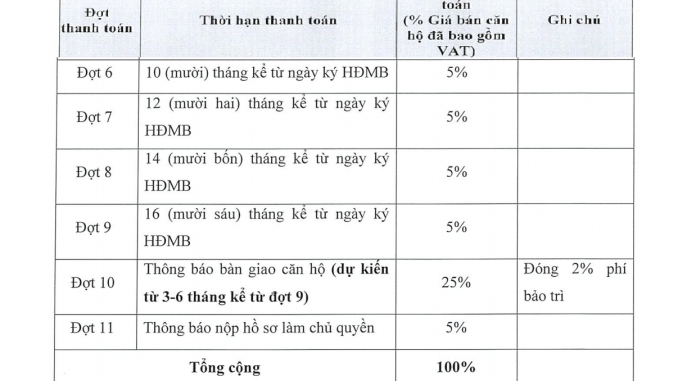 Đợt thanh toán
Thời hạn thanh toán
toán
(% Giá bán căn
hộ đã bao gồm
VAT)
Ghi chú
Đợt 6
10 (mười) tháng kể từ ngày ký HĐMB
5%
Đợt 7
12 (mười hai) tháng kể từ ngày ký
HĐMB
5%
Đợt 8
14 (mười bốn) tháng kể từ ngày ký
HĐMB
5%
Đợt 9
16 (mười sáu) tháng kể từ ngày ký
HĐMB
5%
Đợt 10
Thông báo bàn giao căn hộ (dự kiến
từ 3-6 tháng kể từ đợt 9)
25%
Đóng 2% phí
bảo trì
Đợt 11
Thông báo nộp hồ sơ làm chủ quyền
5%
Tổng cộng
100%